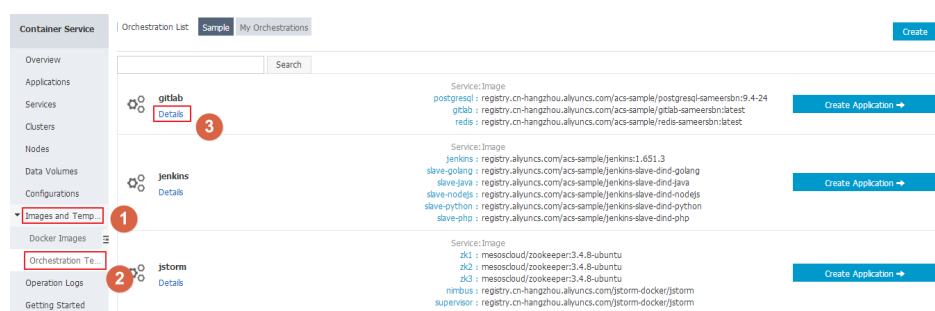 Container Service
Overview
Applications
Services
Clusters
Nodes
Data Volumes
Configurations
Images and Temp...
1
Docker Images
Orchestration Te...
2
Operation Logs
Getting Started
Orchestration List Sample My Orchestrations
Create
Search
gitlab
Details
3
Service:Image
postgresql : registry.cn-hangzhou.aliyuncs.com/acs-sample/postgresql-sameersbn:9.4-24
gitlab : registry.cn-hangzhou.aliyuncs.com/acs-sample/gitlab-sameersbn:latest
redis : registry.cn-hangzhou.aliyuncs.com/acs-sample/redis-sameersbn:latest
Create Application →
jenkins
Details
Service:Image
jenkins : registry.aliyuncs.com/acs-sample/jenkins:1.651.3
slave-golang : registry.aliyuncs.com/acs-sample/jenkins-slave-dind-golang
slave-java : registry.aliyuncs.com/acs-sample/jenkins-slave-dind-java
slave-nodejs : registry.aliyuncs.com/acs-sample/jenkins-slave-dind-nodejs
slave-python : registry.aliyuncs.com/acs-sample/jenkins-slave-dind-python
slave-php : registry.aliyuncs.com/acs-sample/jenkins-slave-dind-php
Create Application →
jstorm
Details
Service:Image
zk1 : mesoscloud/zookeeper:3.4.8-ubuntu
zk2 : mesoscloud/zookeeper:3.4.8-ubuntu
zk3 : mesoscloud/zookeeper:3.4.8-ubuntu
nimbus : registry.cn-hangzhou.aliyuncs.com/jstorm-docker/jstorm
supervisor : registry.cn-hangzhou.aliyuncs.com/jstorm-docker/jstorm
Create Application →